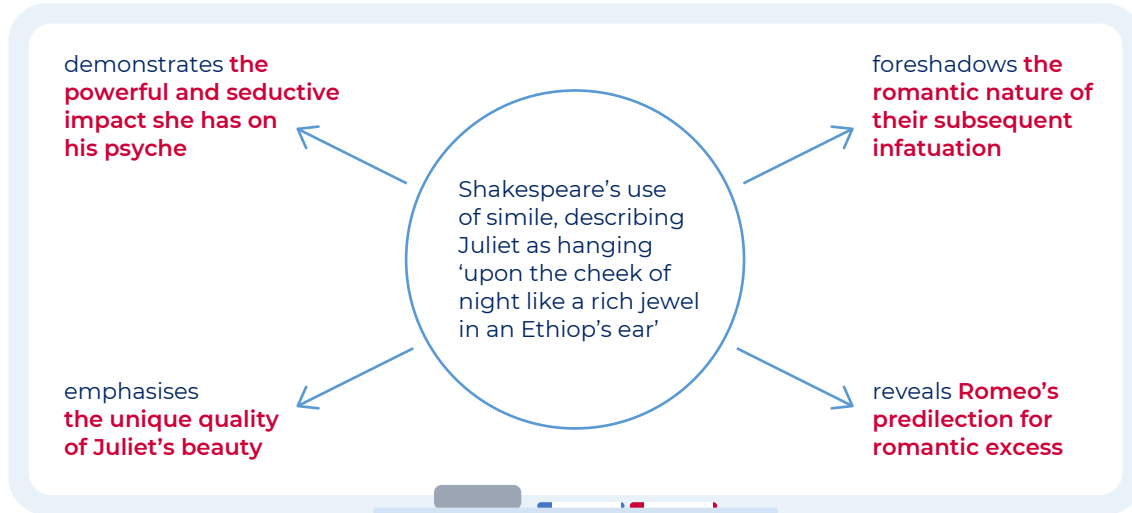 demonstrates the
powerful and seductive
impact she has on
his psyche
foreshadows the
romantic nature of
their subsequent
infatuation
Shakespeare’s use
of simile, describing
Juliet as hanging
‘upon the cheek of
night like a rich jewel
in an Ethiop’s ear’
emphasises
the unique quality
of Juliet’s beauty
reveals Romeo’s
predilection for
romantic excess